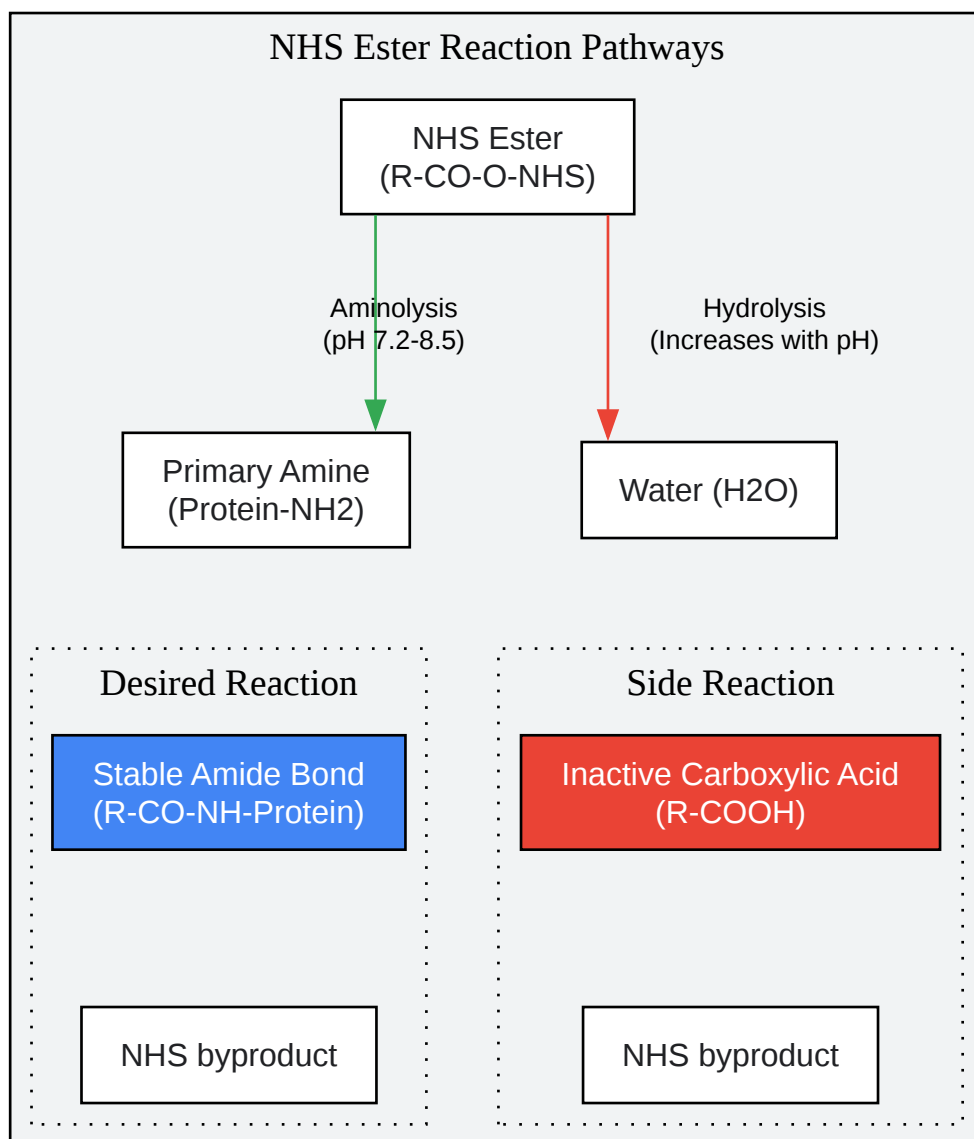 NHS Ester Reaction Pathways
NHS Ester
(R-CO-O-NHS)
Aminolysis
(pH 7.2-8.5)
Hydrolysis
(Increases with pH)
Primary Amine
(Protein-NH2)
Water (H2O)
Desired Reaction
Stable Amide Bond
(R-CO-NH-Protein)
NHS byproduct
Side Reaction
Inactive Carboxylic Acid
(R-COOH)
NHS byproduct